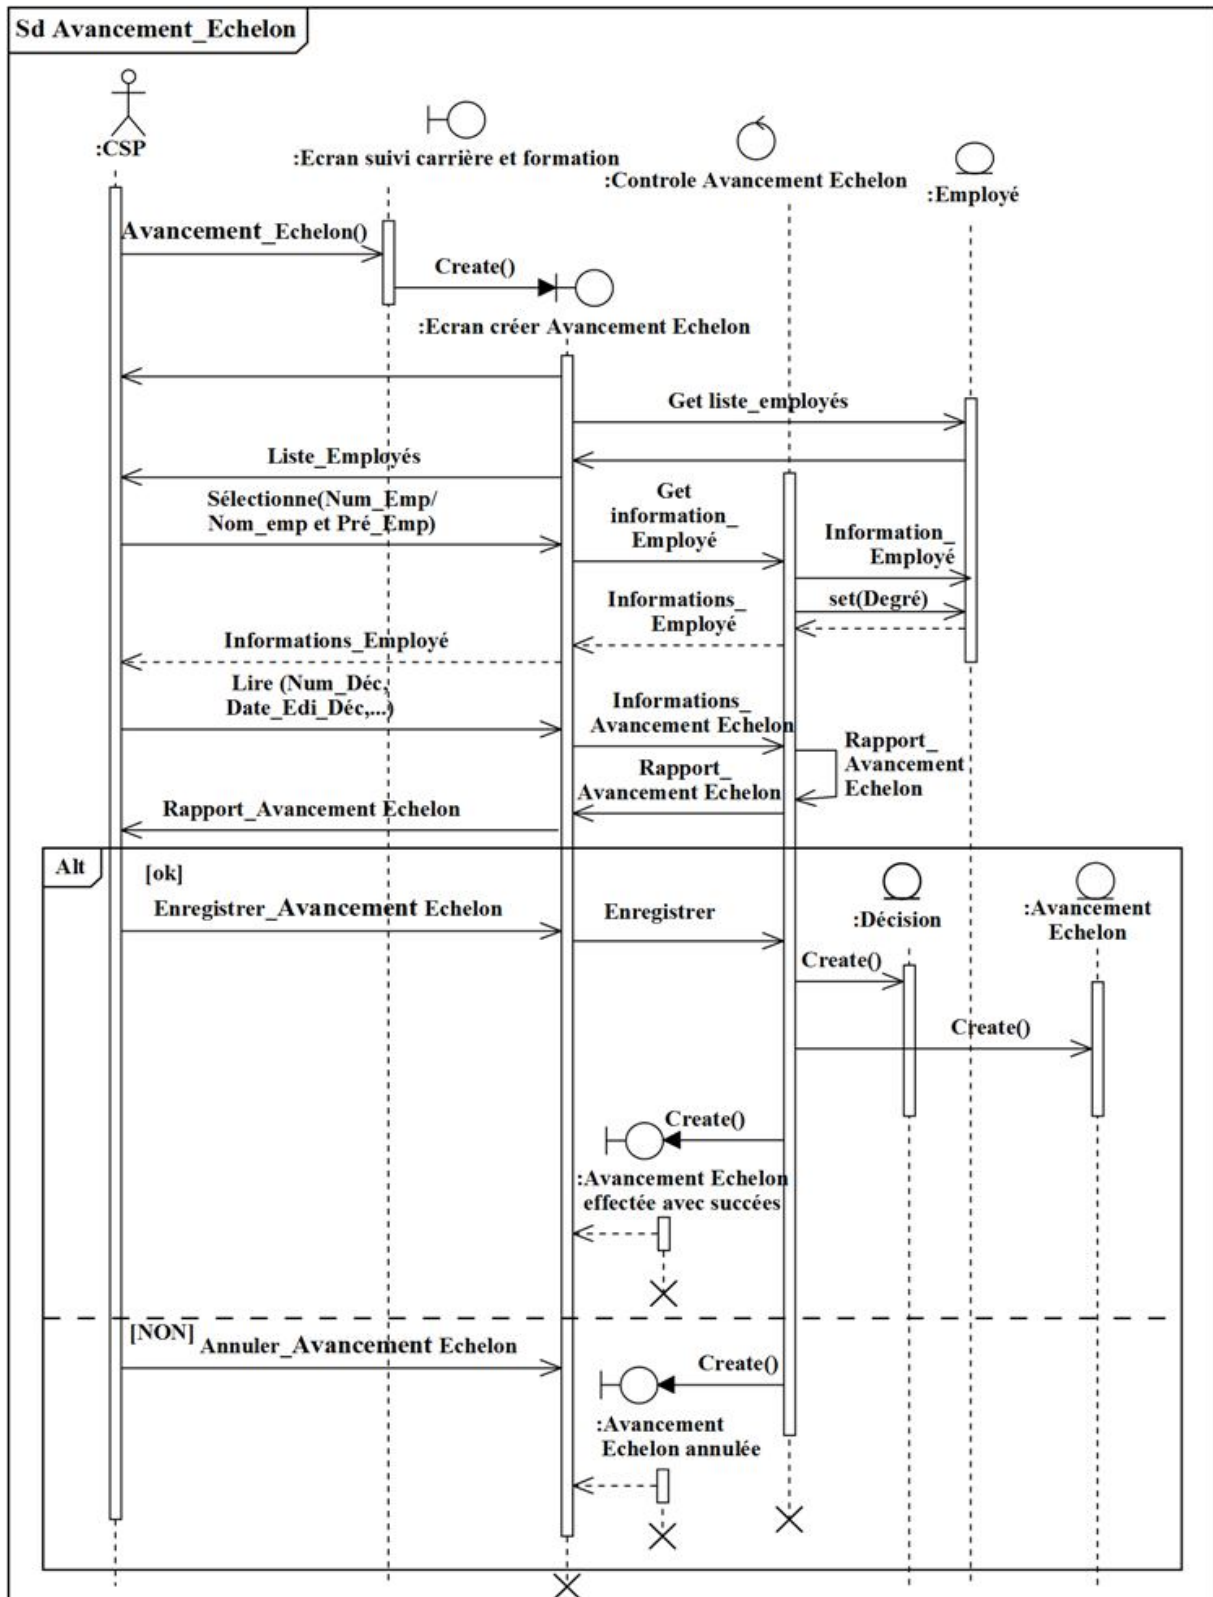 Sd Avancement_Echelon
:CSP
:Ecran suivi carrière et formation
:Controle Avancement Echelon
:Employé
Avancement_Echelon()
Create()
:Ecran créer Avancement Echelon
Get liste_employés
Liste_Employés
Sélectionne(Num_Emp/
Nom_emp et Pré_Emp)
Get
information_
Employé
Information_
Employé
set(Degré)
Informations_
Employé
Informations_Employé
Lire (Num_Déc,
Date_Edi_Déc,...)
Informations_
Avancement Echelon
Rapport_
Avancement
Echelon
Rapport_
Avancement Echelon
Rapport_Avancement Echelon
Alt
[ok]
Enregistrer_Avancement Echelon
Enregistrer
:Décision
:Avancement
Echelon
Create()
Create()
Create()
:Avancement Echelon
effectée avec succées
[NON]
Annuler_Avancement Echelon
Create()
:Avancement
Echelon annulée